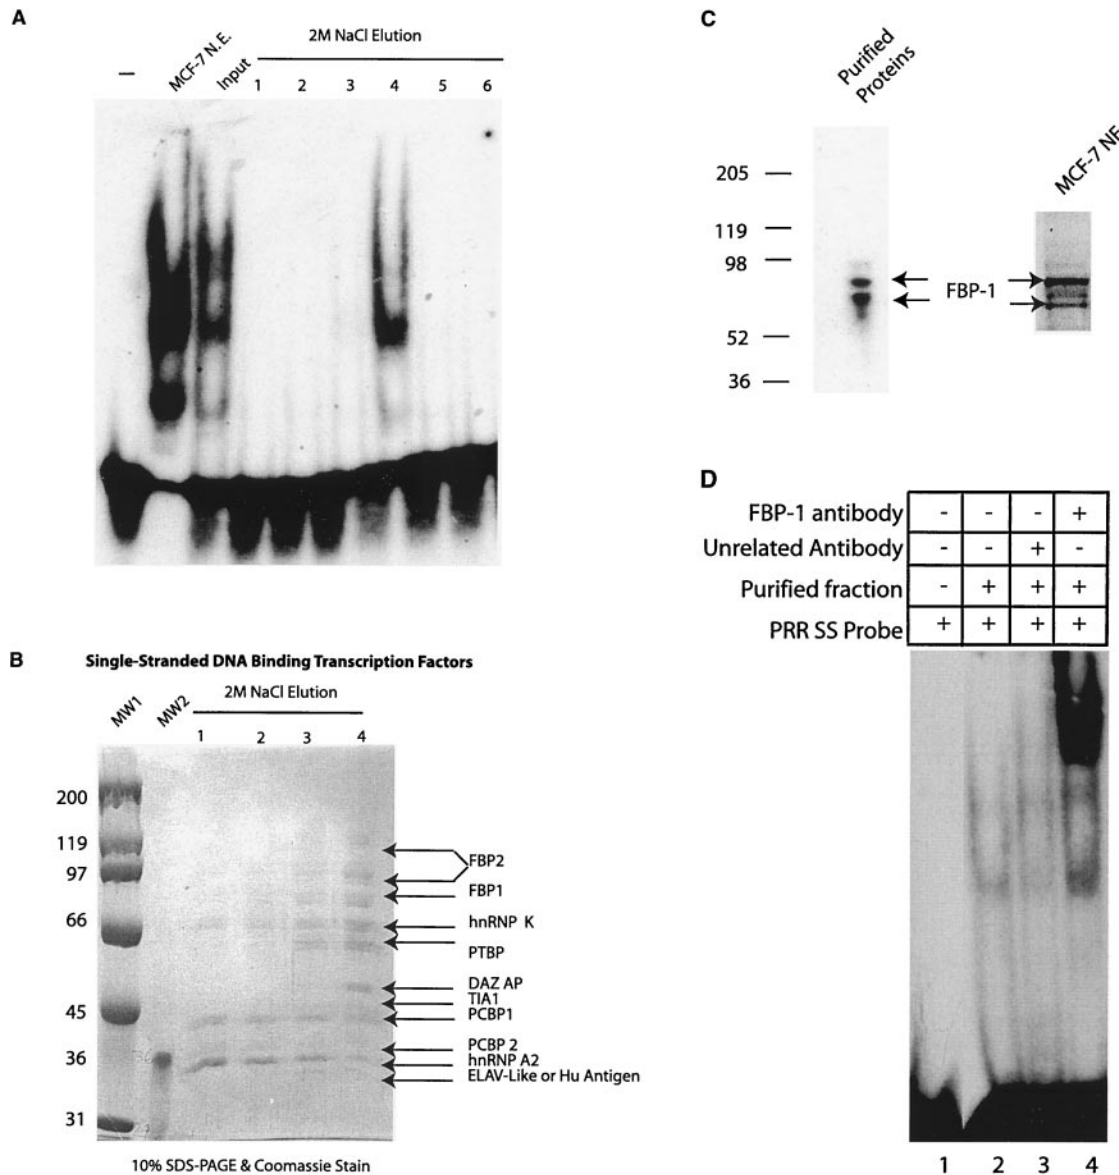 A
2M NaCl Elution
— MCF-7 N.E. Input 1 2 3 4 5 6
B
Single-Stranded DNA Binding Transcription Factors
2M NaCl Elution
MW1 MW2 1 2 3 4
200
119
97
66
45
36
31
FBP2
FBP1
hnRNP K
PTBP
DAZ AP
TIA1
PCBP1
PCBP 2
hnRNP A2
ELAV-Like or Hu Antigen
10% SDS-PAGE & Coomassie Stain
C
Purified
Proteins
MCF-7 NE
205
119
98
52
36
FBP-1
D
FBP-1 antibody - - - +
Unrelated Antibody - - + -
Purified fraction - + + +
PRR SS Probe + + + +
1 2 3 4